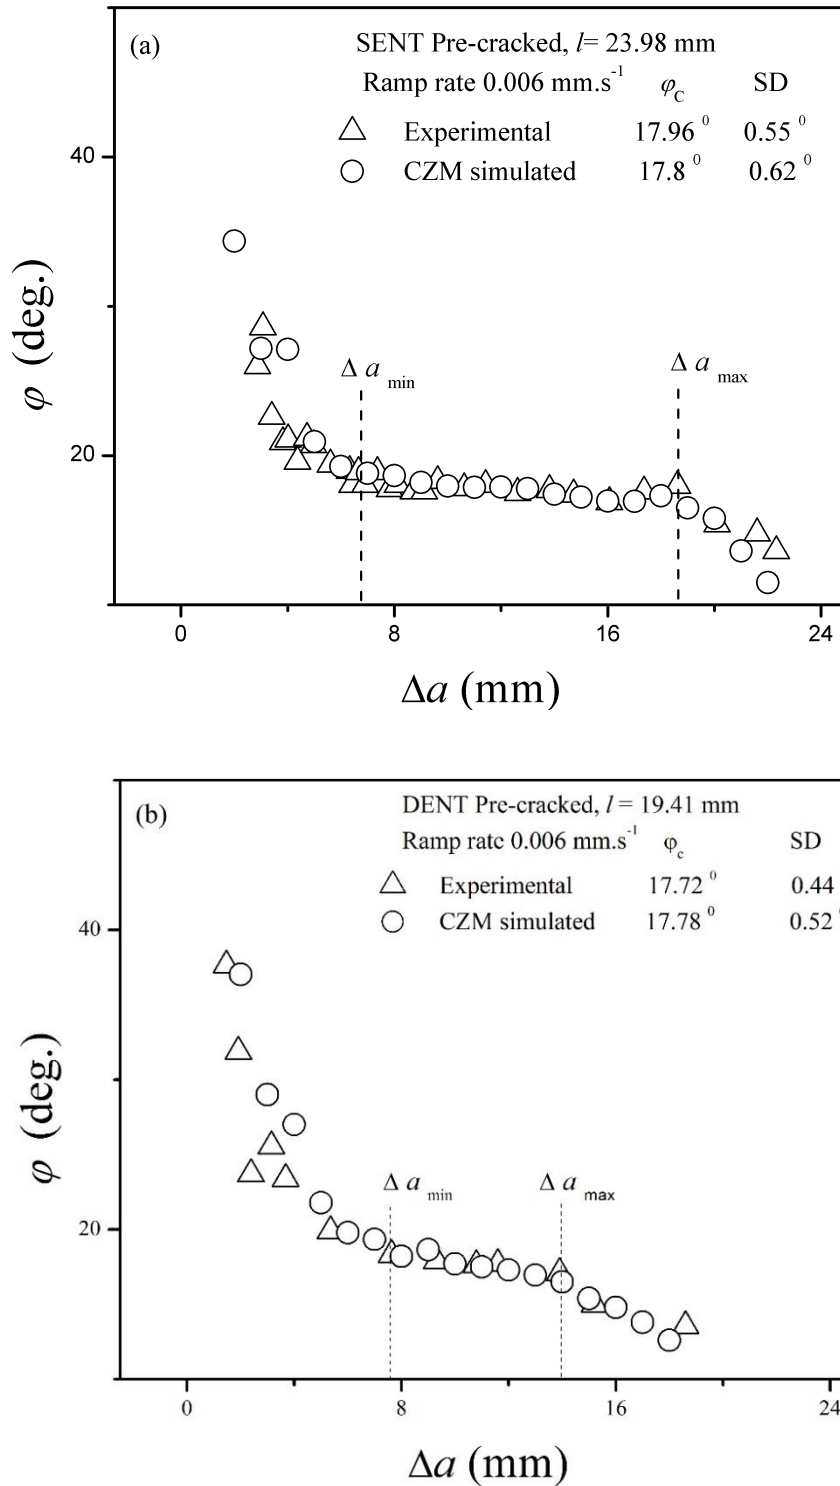 (a)
SENT Pre-cracked, l= 23.98 mm
Ramp rate 0.006 mm.s⁻¹ φC SD
Experimental 17.96 ⁰ 0.55 ⁰
CZM simulated 17.8 ⁰ 0.62 ⁰
40
20
φ (deg.)
Δ a min
Δ a max
0 8 16 24
Δa (mm)
(b)
DENT Pre-cracked, l = 19.41 mm
Ramp rate 0.006 mm.s⁻¹ φc SD
Experimental 17.72 ⁰ 0.44
CZM simulated 17.78 ⁰ 0.52 ⁰
40
20
φ (deg.)
Δ a min
Δ a max
0 8 16 24
Δa (mm)